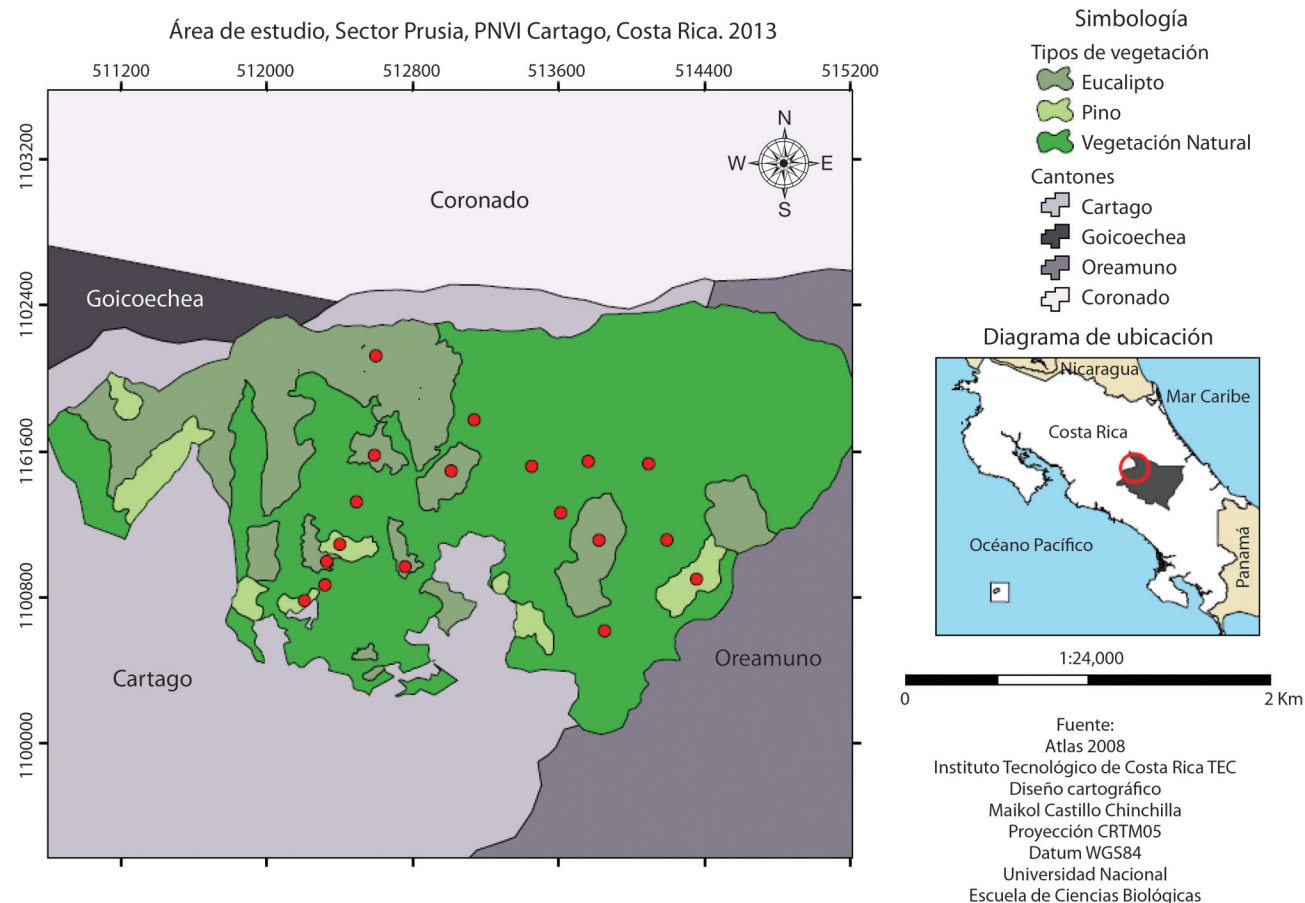 Área de estudio, Sector Prusia, PNVI Cartago, Costa Rica. 2013
511200 512000 512800 513600 514400 515200
1103200
1102400
1161600
1100800
1100000
N
W E
S
Coronado
Goicoechea
Cartago
Oreamuno
Simbología
Tipos de vegetación
Eucalipto
Pino
Vegetación Natural
Cantones
Cartago
Goicoechea
Oreamuno
Coronado
Diagrama de ubicación
Nicaragua
Mar Caribe
Costa Rica
Océano Pacífico
Panamá
1:24,000
0 2 Km
Fuente:
Atlas 2008
Instituto Tecnológico de Costa Rica TEC
Diseño cartográfico
Maikol Castillo Chinchilla
Proyección CRTM05
Datum WGS84
Universidad Nacional
Escuela de Ciencias Biológicas